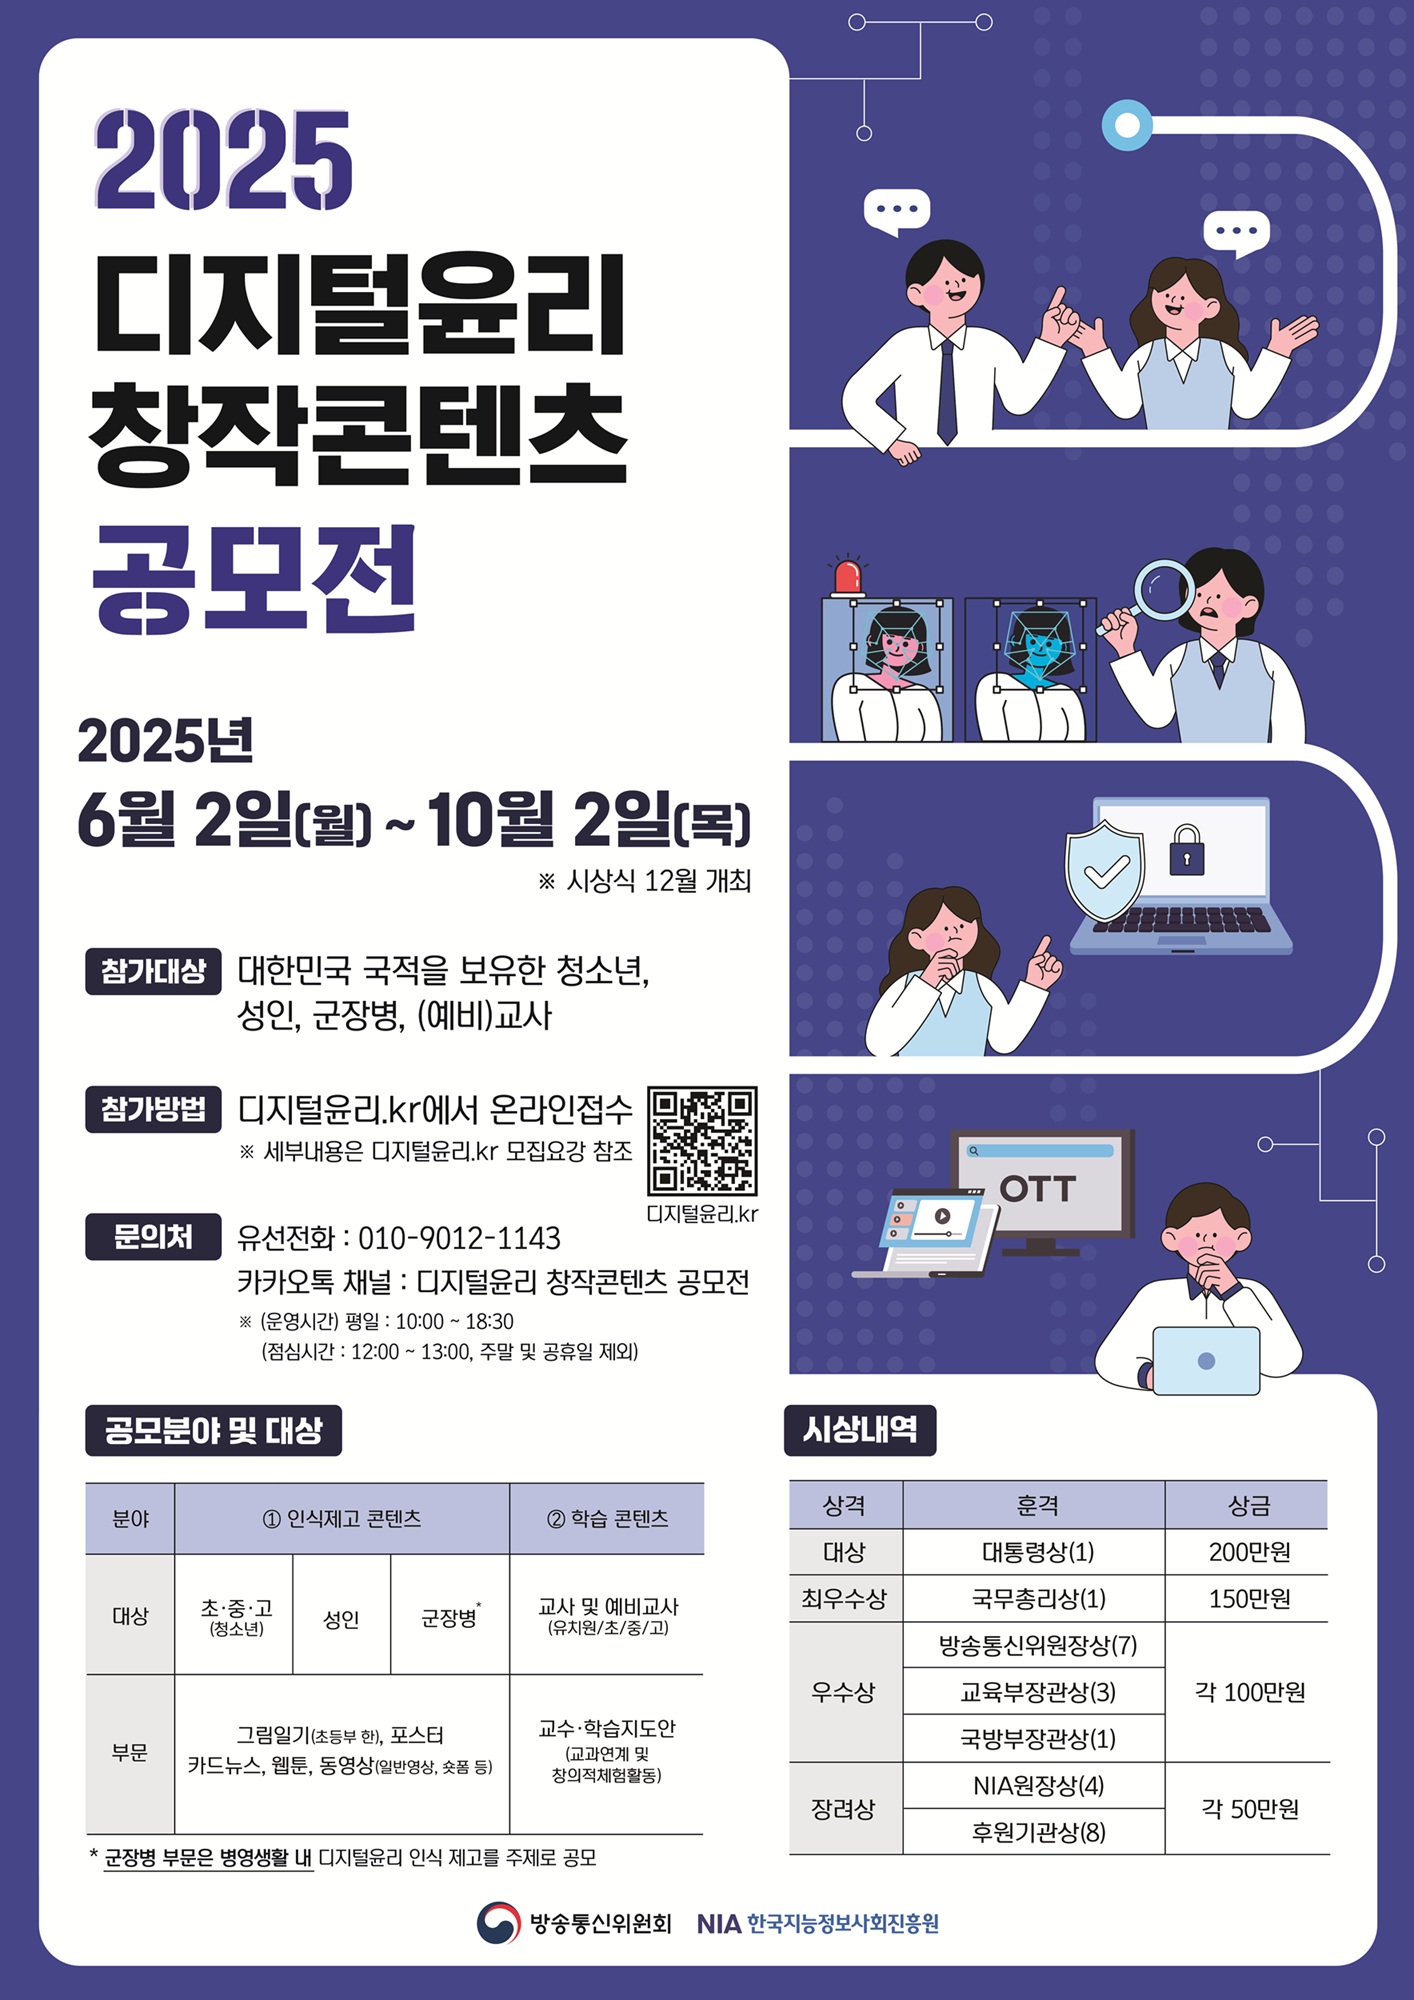 2025
디지털윤리
창작콘텐츠
공모전
2025년
6월 2일(월) ~ 10월 2일(목)
※ 시상식 12월 개최
참가대상 대한민국 국적을 보유한 청소년,
성인, 군장병, (예비)교사
참가방법 디지털윤리.kr에서 온라인접수
※ 세부내용은 디지털윤리.kr 모집요강 참조
디지털윤리.kr
문의처 유선전화 : 010-9012-1143
카카오톡 채널 : 디지털윤리 창작콘텐츠 공모전
※ (운영시간) 평일 : 10:00 ~ 18:30
(점심시간 : 12:00 ~ 13:00, 주말 및 공휴일 제외)
OTT
공모분야 및 대상
분야 ① 인식제고 콘텐츠 ② 학습 콘텐츠
대상 초·중·고 (청소년) 성인 군장병* 교사 및 예비교사 (유치원/초/중/고)
부문 그림일기(초등부 한), 포스터
카드뉴스, 웹툰, 동영상(일반영상, 숏폼 등)
교수·학습지도안
(교과연계 및
창의적체험활동)
* 군장병 부문은 병영생활 내 디지털윤리 인식 제고를 주제로 공모
시상내역
상격 훈격 상금
대상 대통령상(1) 200만원
최우수상 국무총리상(1) 150만원
우수상 방송통신위원장상(7) 각 100만원
교육부장관상(3)
국방부장관상(1)
장려상 NIA원장상(4) 각 50만원
후원기관상(8)
방송통신위원회 NIA 한국지능정보사회진흥원